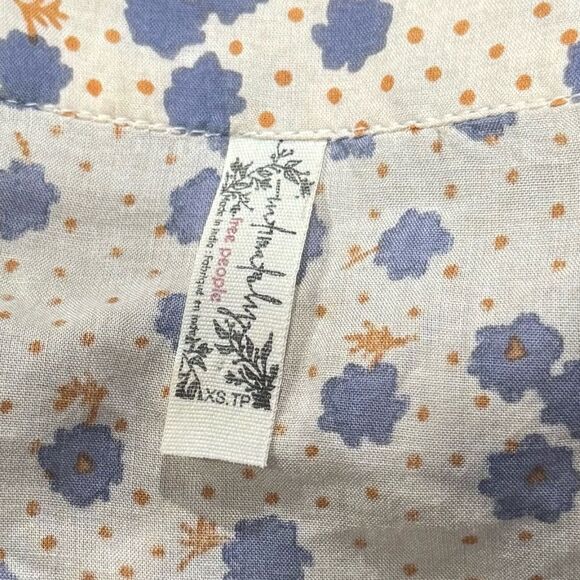 intimately
free people
Made in India • Fabriqué en Inde
XS.TP